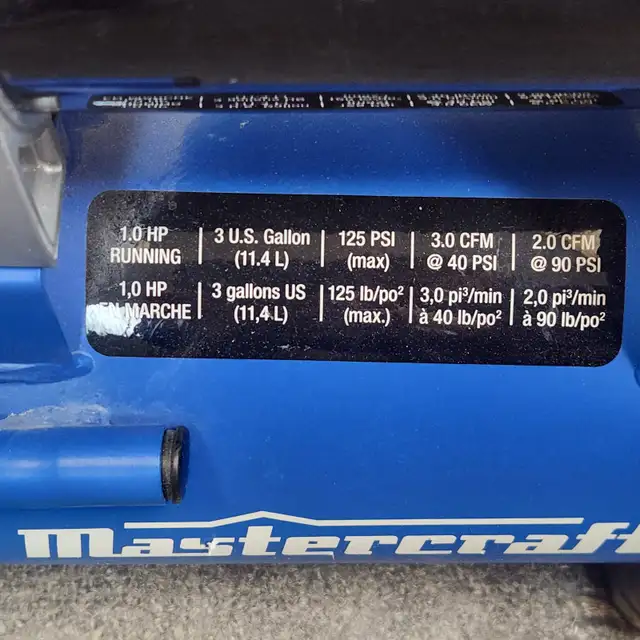 1.0 HP RUNNING | 3 U.S. Gallon (11.4 L) | 125 PSI (max) | 3.0 CFM @ 40 PSI | 2.0 CFM @ 90 PSI
1,0 HP EN MARCHE | 3 gallons US (11,4 L) | 125 lb/po² (max.) | 3,0 pi³/min à 40 lb/po² | 2,0 pi³/min à 90 lb/po²
Mastercraft